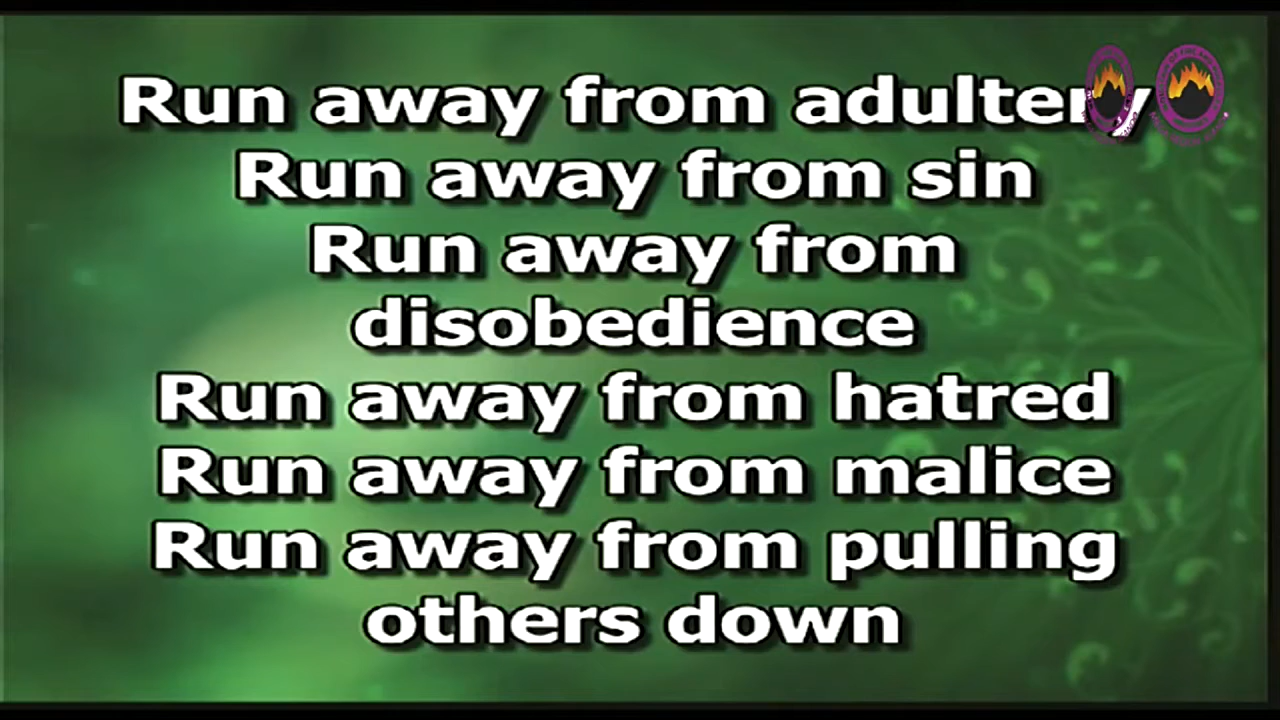 Run away from adultery
Run away from sin
Run away from
disobedience
Run away from hatred
Run away from malice
Run away from pulling
others down